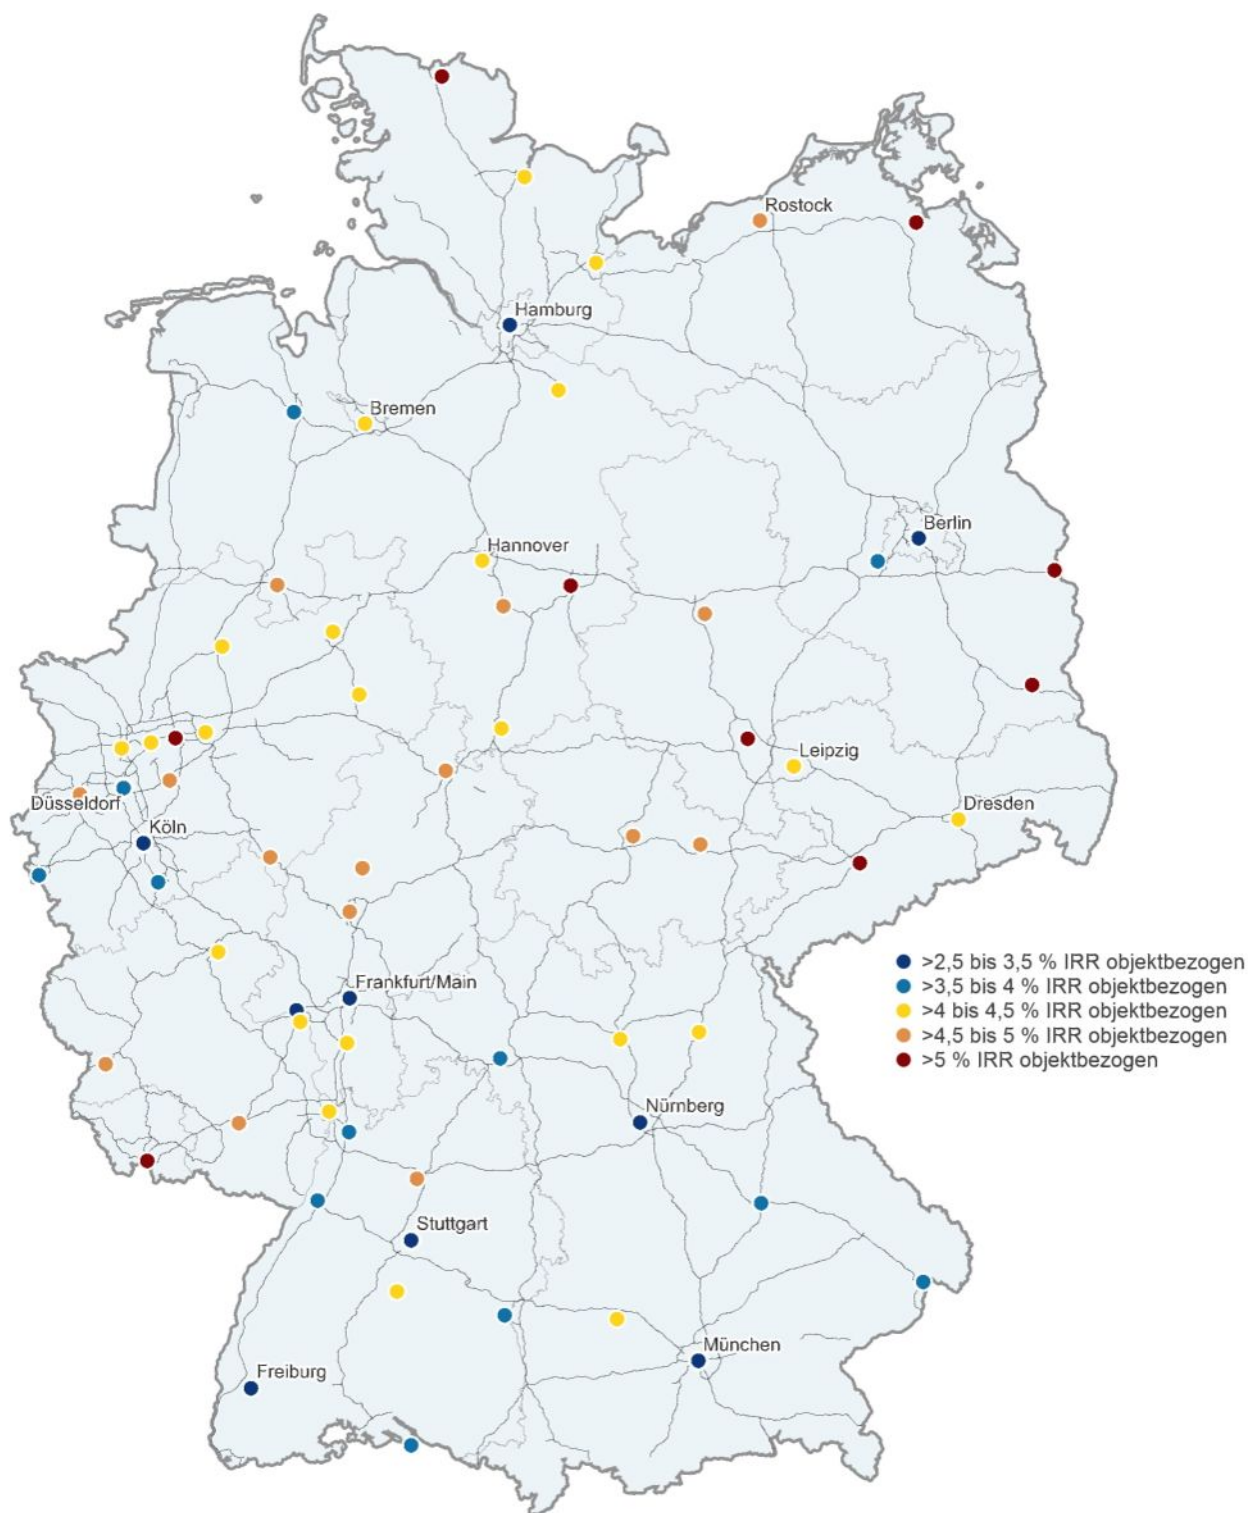 Rostock
Hamburg
Bremen
Berlin
Hannover
Leipzig
Düsseldorf
Dresden
Köln
>2,5 bis 3,5 % IRR objektbezogen
>3,5 bis 4 % IRR objektbezogen
>4 bis 4,5 % IRR objektbezogen
>4,5 bis 5 % IRR objektbezogen
>5 % IRR objektbezogen
Frankfurt/Main
Nürnberg
Stuttgart
München
Freiburg